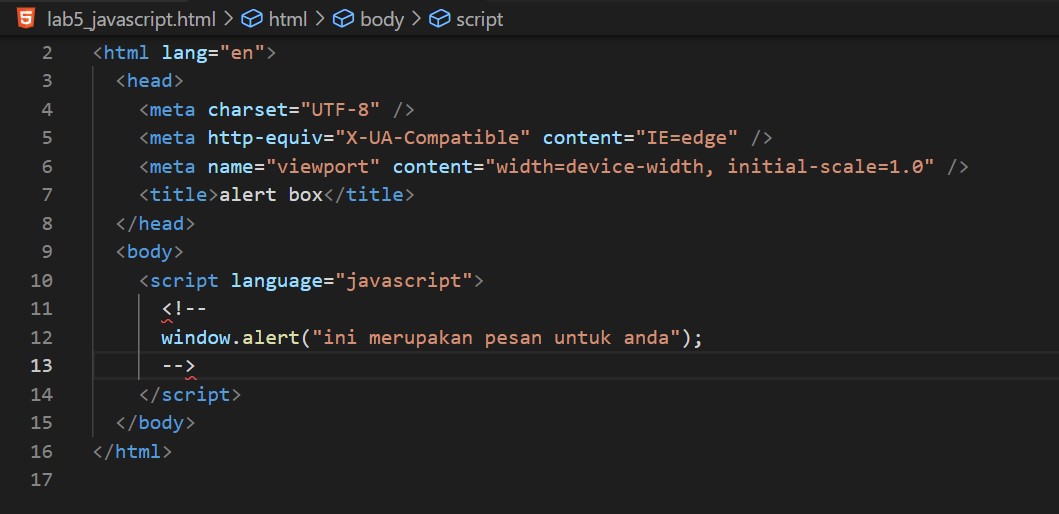 lab5_javascript.html > html > body > script
2 <html lang="en">
3 <head>
4 <meta charset="UTF-8" />
5 <meta http-equiv="X-UA-Compatible" content="IE=edge" />
6 <meta name="viewport" content="width=device-width, initial-scale=1.0" />
7 <title>alert box</title>
8 </head>
9 <body>
10 <script language="javascript">
11 <!--
12 window.alert("ini merupakan pesan untuk anda");
13 -->
14 </script>
15 </body>
16 </html>
17